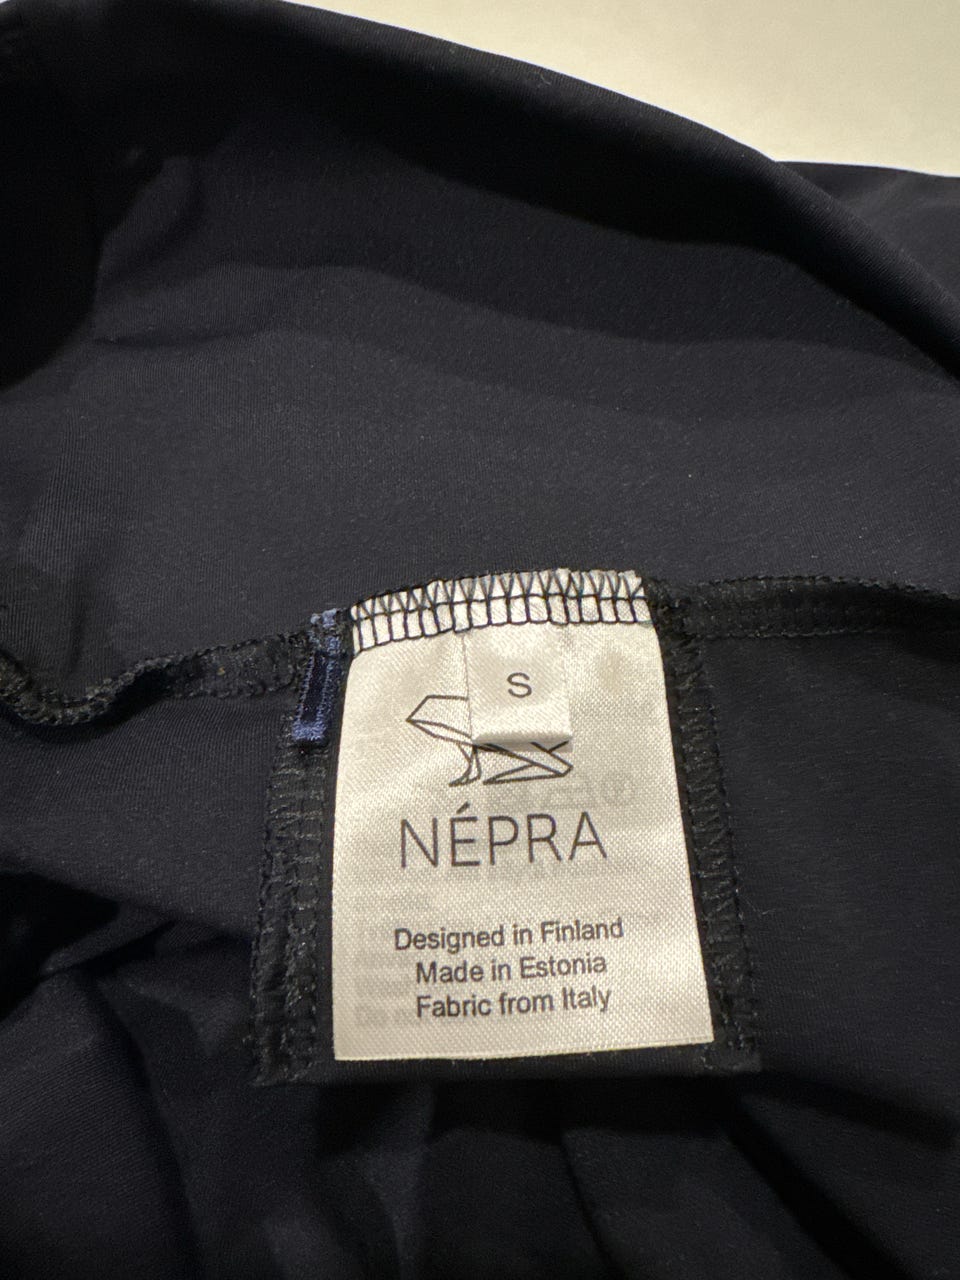 S
NÉPRA
Designed in Finland
Made in Estonia
Fabric from Italy